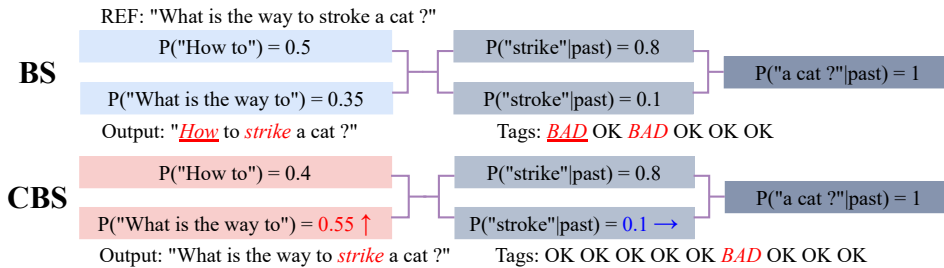 REF: "What is the way to stroke a cat ?"
BS
P("How to") = 0.5
P("strike"|past) = 0.8
P("a cat ?"|past) = 1
P("What is the way to") = 0.35
P("stroke"|past) = 0.1
Output: "How to strike a cat ?"
Tags: BAD OK BAD OK OK OK
CBS
P("How to") = 0.4
P("strike"|past) = 0.8
P("a cat ?"|past) = 1
P("What is the way to") = 0.55 ↑
P("stroke"|past) = 0.1 →
Output: "What is the way to strike a cat ?"
Tags: OK OK OK OK OK BAD OK OK OK